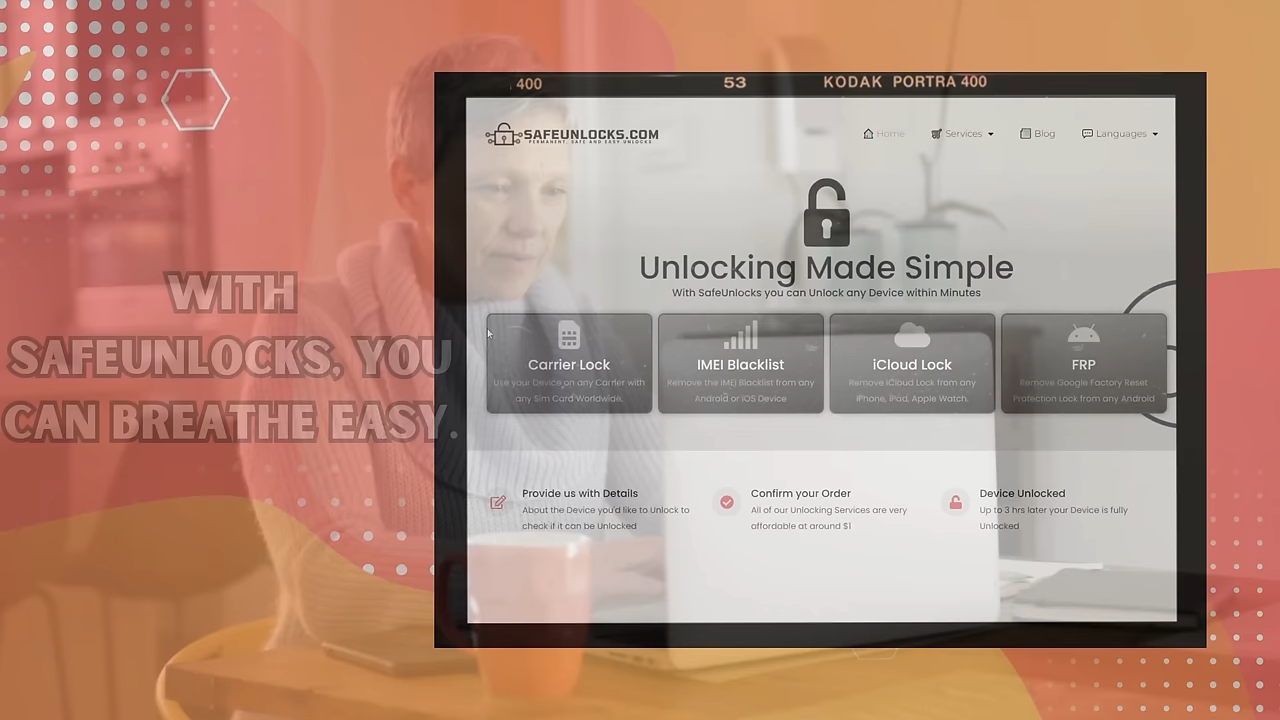 400
53
KODAK PORTRA 400
SAFEUNLOCKS.COM
PERMANENT, SAFE AND EASY UNLOCKS
Home
Services
Blog
Languages
WITH
SAFEUNLOCKS, YOU
CAN BREATHE EASY.
Unlocking Made Simple
With SafeUnlocks you can Unlock any Device within Minutes
Carrier Lock
Use your Device on any Carrier with
any Sim Card Worldwide.
IMEI Blacklist
Remove the IMEI Blacklist from any
Android or iOS Device
iCloud Lock
Remove iCloud Lock from any
iPhone, iPad, Apple Watch.
FRP
Remove Google Factory Reset
Protection Lock from any Android
Provide us with Details
About the Device you'd like to Unlock to
check if it can be Unlocked
Confirm your Order
All of our Unlocking Services are very
affordable at around $1
Device Unlocked
Up to 3 hrs later your Device is fully
Unlocked